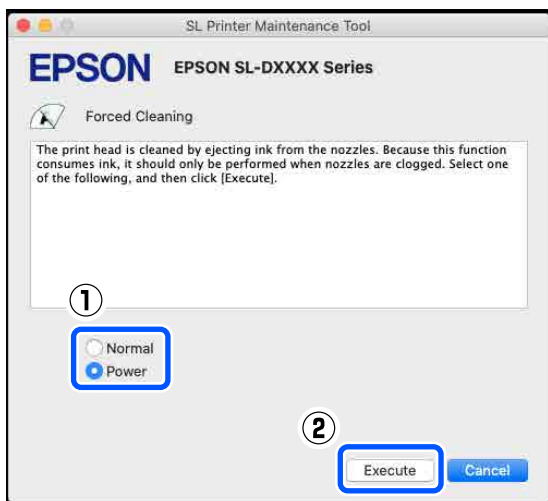 SL Printer Maintenance Tool
EPSON EPSON SL-DXXXX Series
Forced Cleaning
The print head is cleaned by ejecting ink from the nozzles. Because this function
consumes ink, it should only be performed when nozzles are clogged. Select one
of the following, and then click [Execute].
①
Normal
Power
②
Execute Cancel